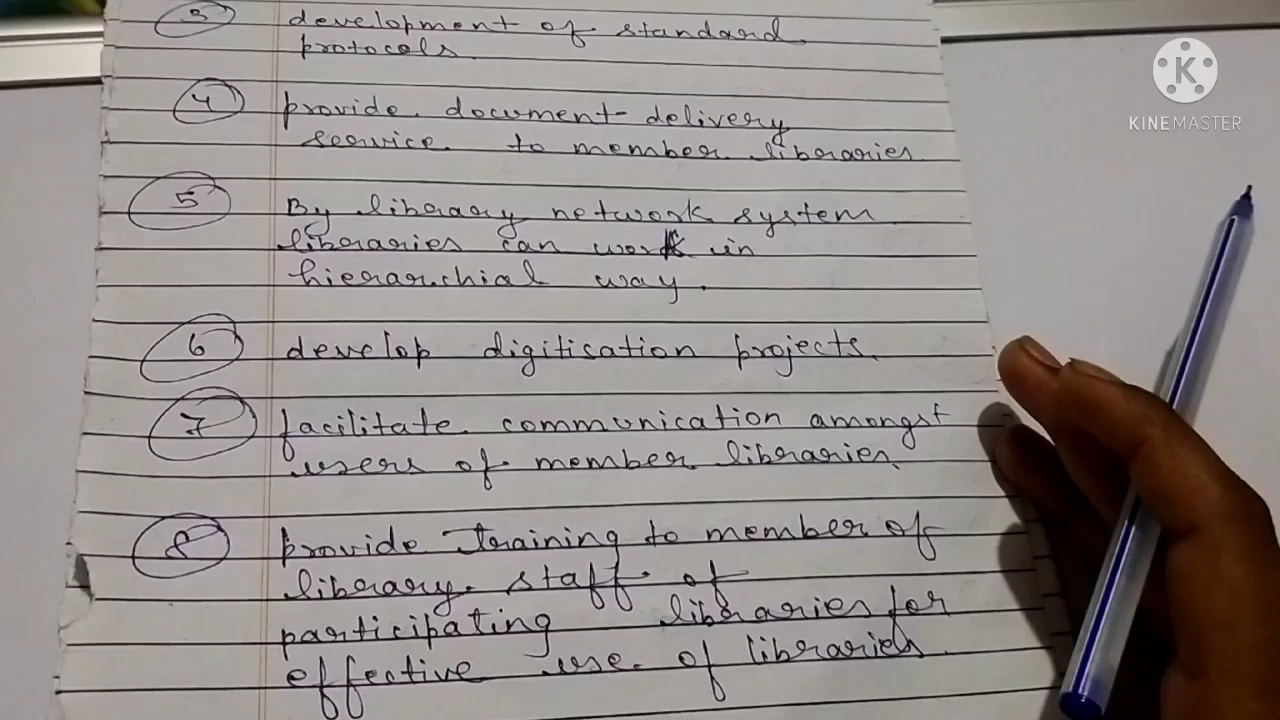 3 development of standard
protocols.
KINEMASTER
4 provide document delivery
service to member libraries
5 By library network system
libraries can work in
hierarchial way.
6 develop digitisation projects.
7 facilitate communication amongst
users of member libraries.
8 provide training to member of
library staff of
participating libraries for
effective use of libraries